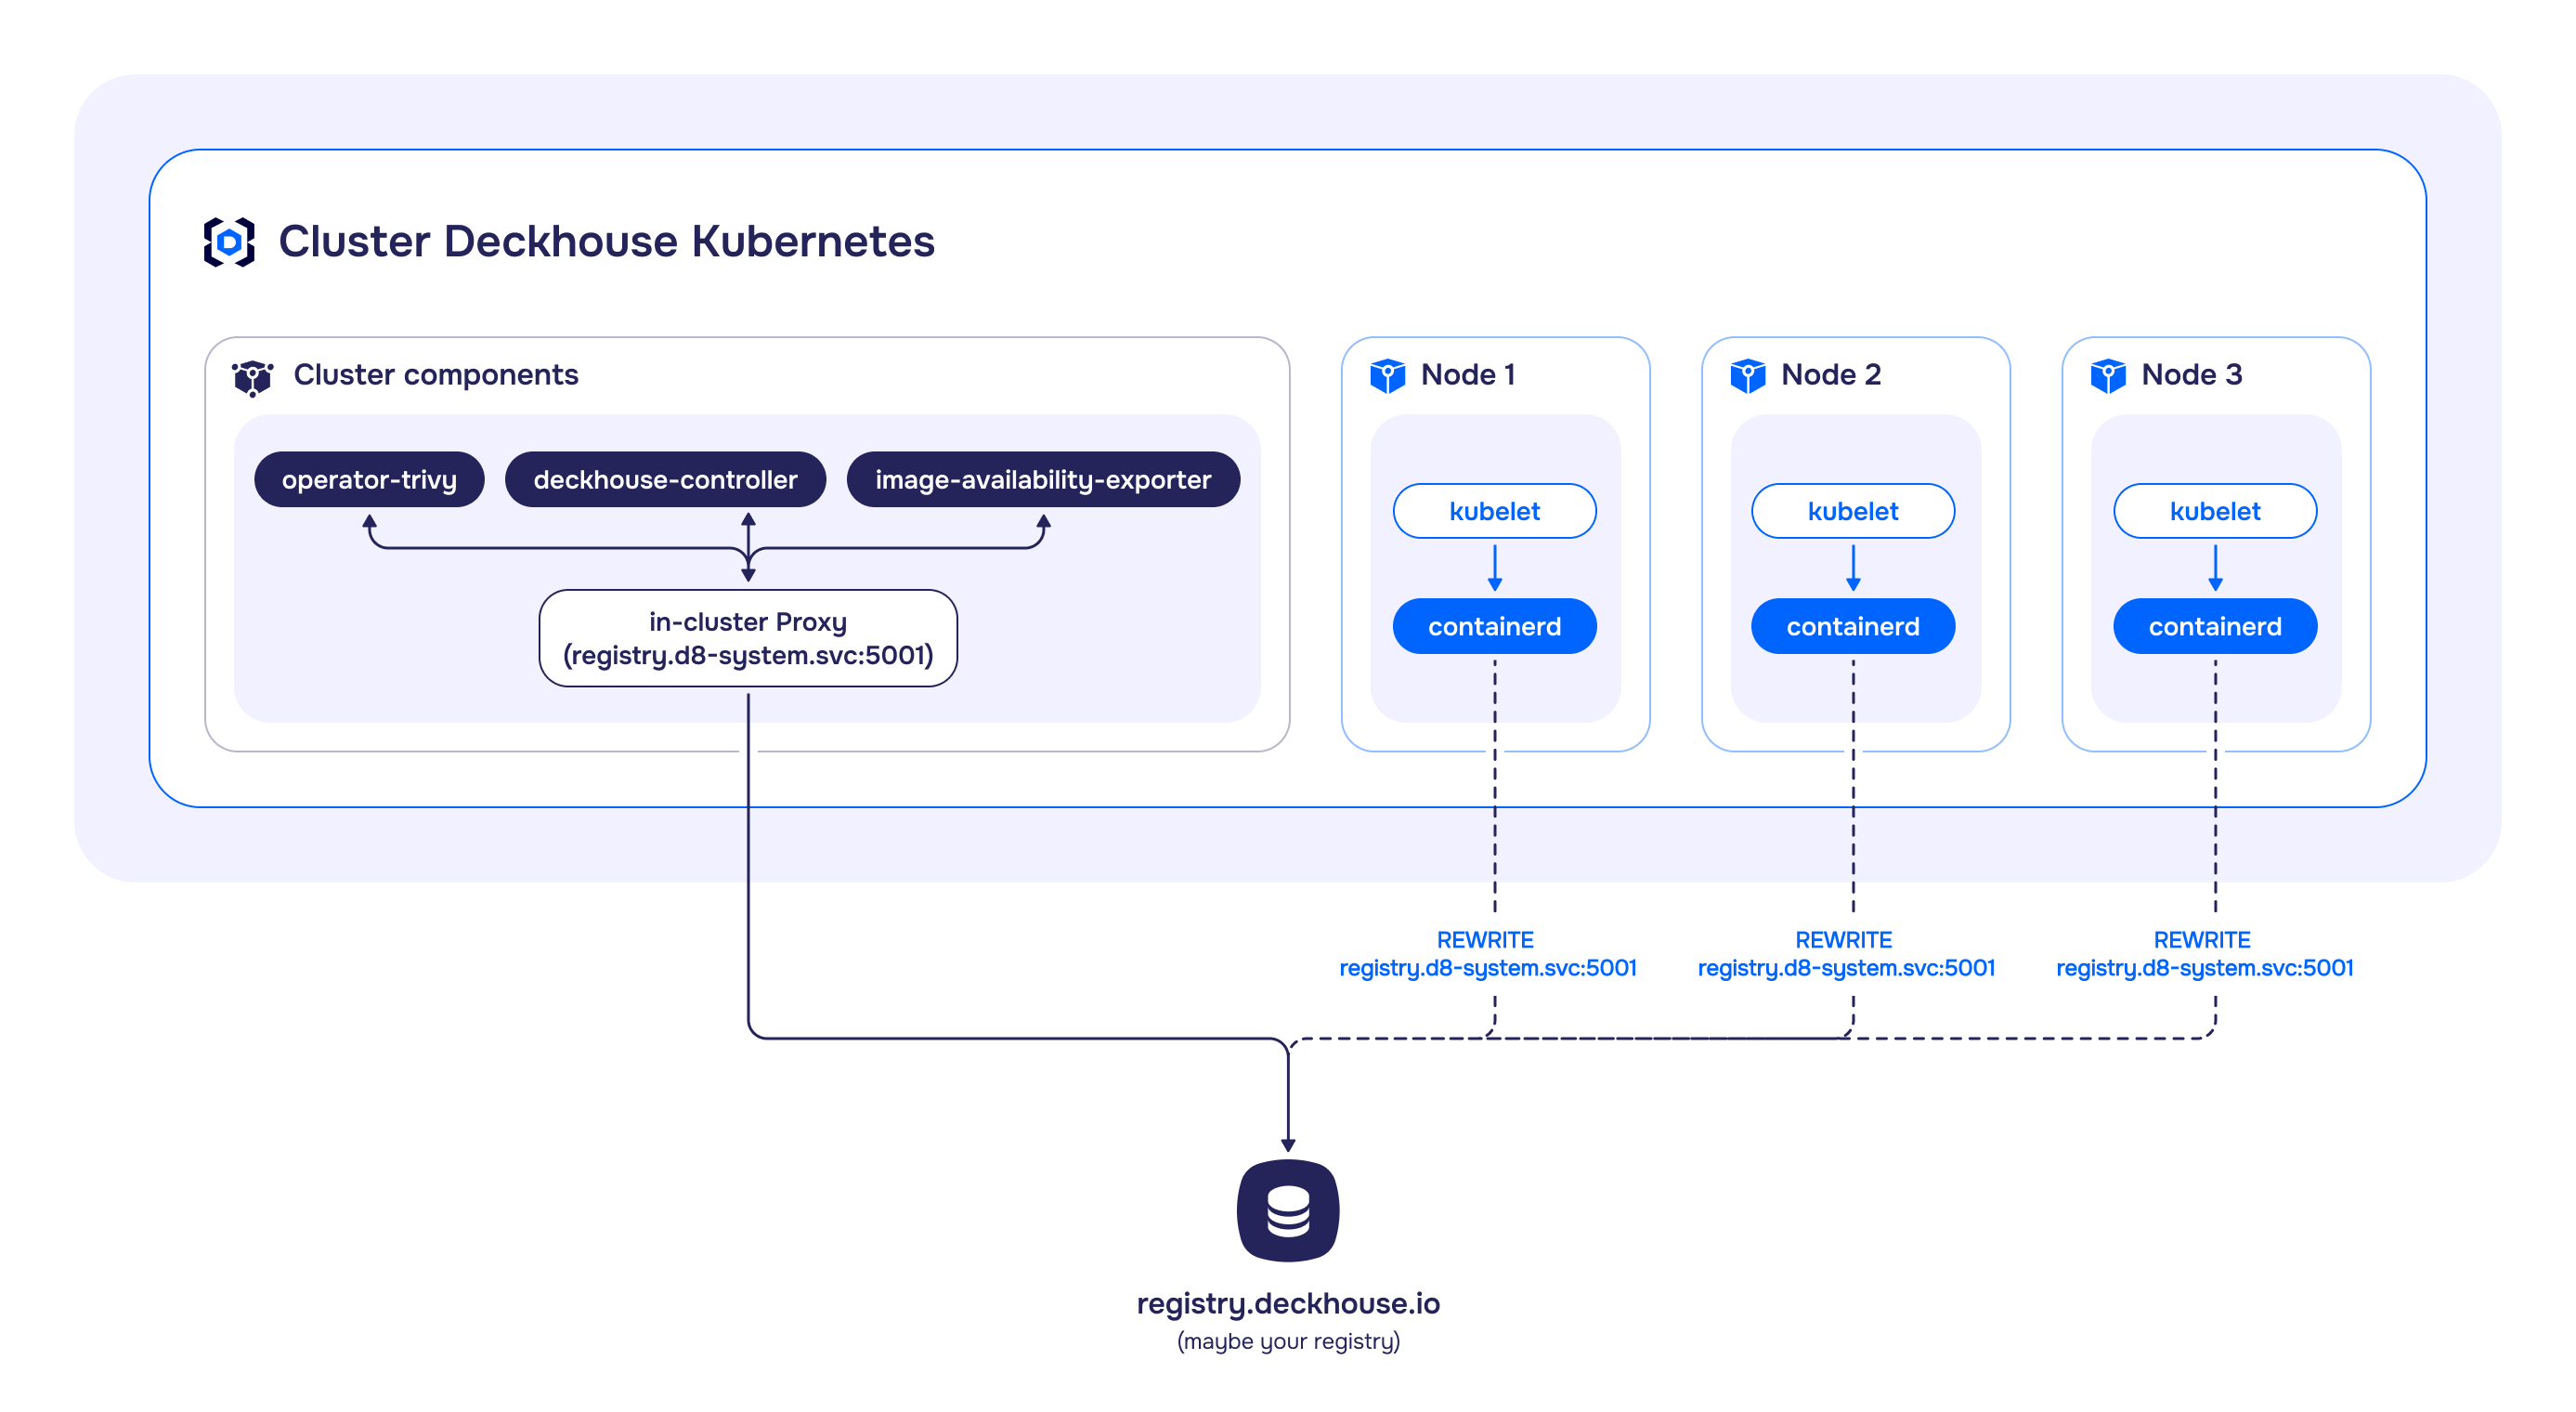 Cluster Deckhouse Kubernetes
Cluster components
operator-trivy
deckhouse-controller
image-availability-exporter
in-cluster Proxy
(registry.d8-system.svc:5001)
Node 1
kubelet
containerd
Node 2
kubelet
containerd
Node 3
kubelet
containerd
REWRITE
registry.d8-system.svc:5001
REWRITE
registry.d8-system.svc:5001
REWRITE
registry.d8-system.svc:5001
registry.deckhouse.io
(maybe your registry)